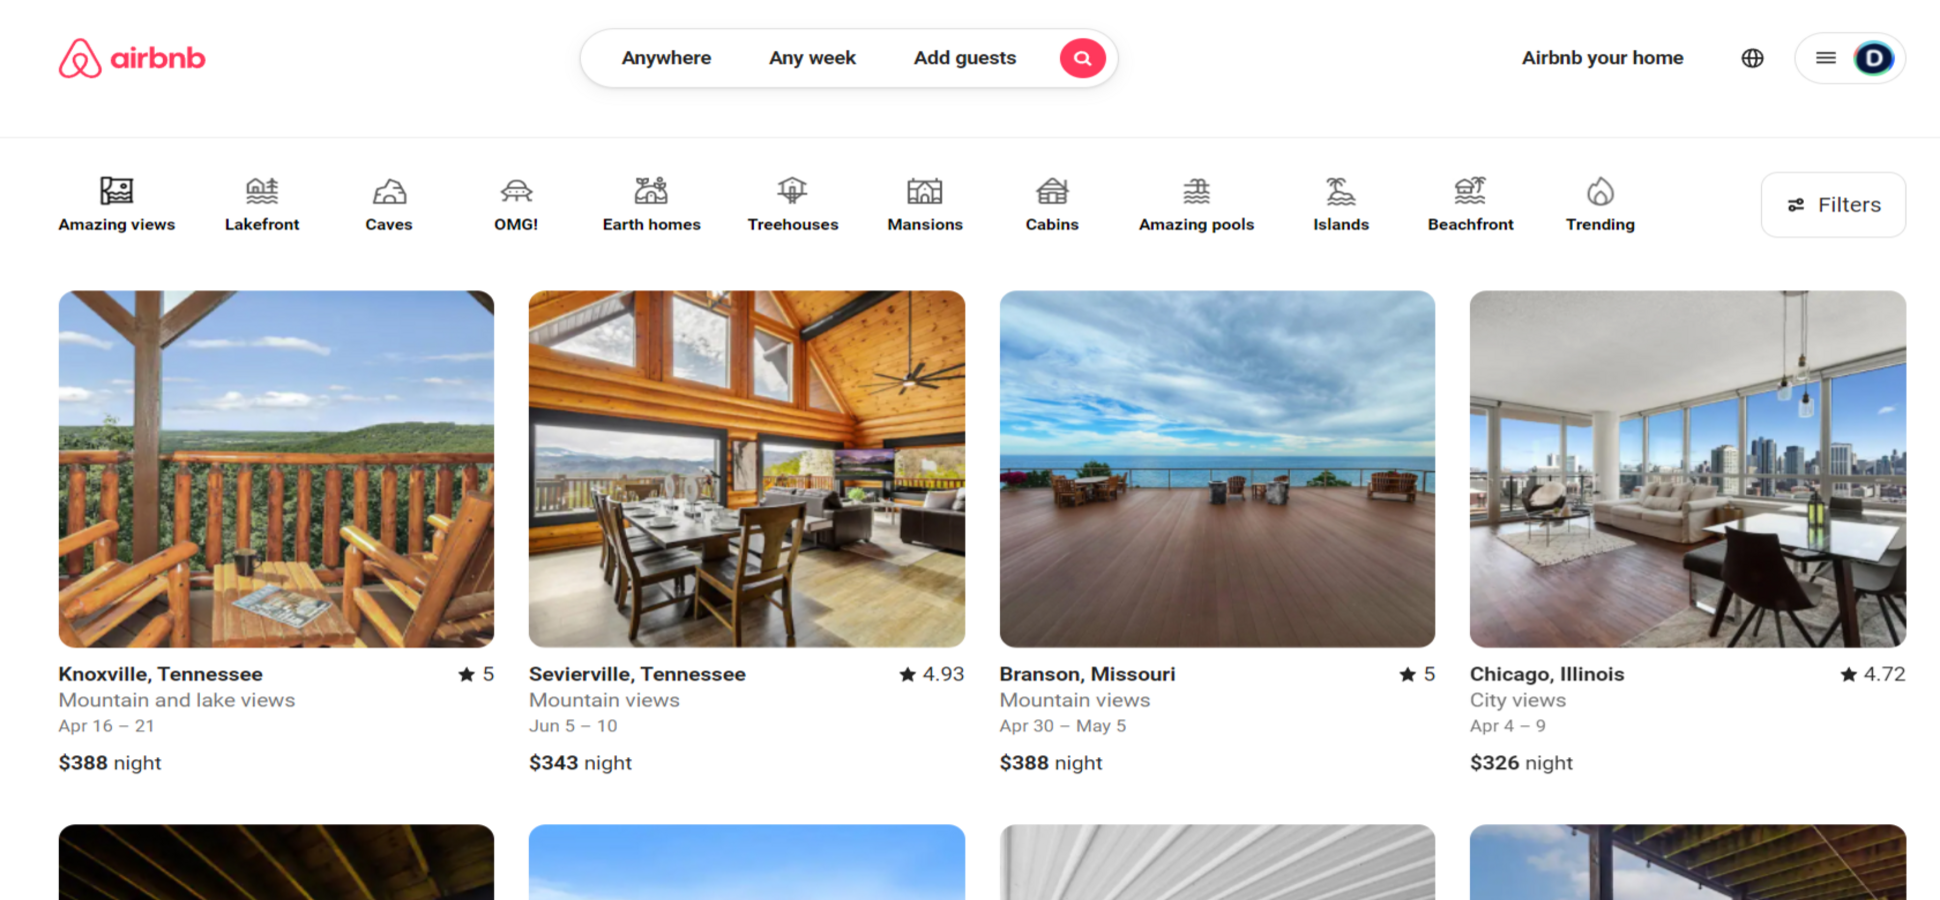 airbnb
Anywhere Any week Add guests
Airbnb your home
D
Amazing views
Lakefront
Caves
OMG!
Earth homes
Treehouses
Mansions
Cabins
Amazing pools
Islands
Beachfront
Trending
Filters
Knoxville, Tennessee 5
Mountain and lake views
Apr 16 – 21
$388 night
Sevierville, Tennessee 4.93
Mountain views
Jun 5 – 10
$343 night
Branson, Missouri 5
Mountain views
Apr 30 – May 5
$388 night
Chicago, Illinois 4.72
City views
Apr 4 – 9
$326 night